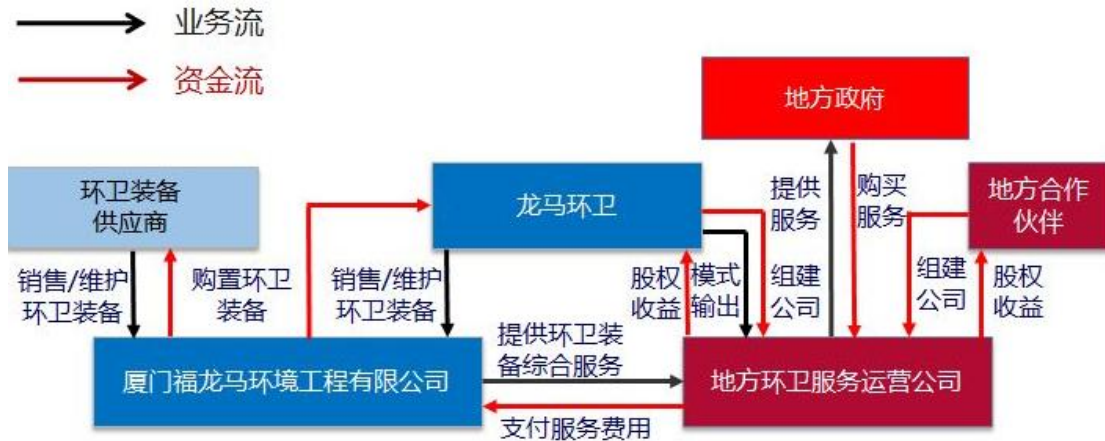 业务流
资金流
地方政府
环卫装备
供应商
龙马环卫
提供
服务
购买
服务
地方合作
伙伴
销售/维护
环卫装备
购置环卫
装备
销售/维护
环卫装备
股权
收益
模式
输出
组建
公司
组建
公司
股权
收益
提供环卫装
备综合服务
厦门福龙马环境工程有限公司
地方环卫服务运营公司
支付服务费用